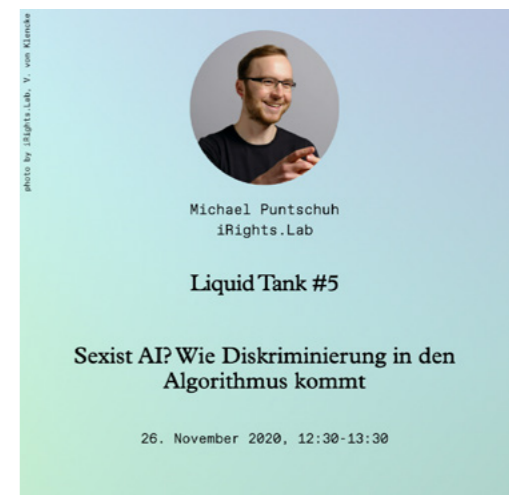 photo by iRights.Lab, V. von Klencke
Michael Puntschuh
iRights.Lab
Liquid Tank #5
Sexist AI? Wie Diskriminierung in den
Algorithmus kommt
26. November 2020, 12:30-13:30